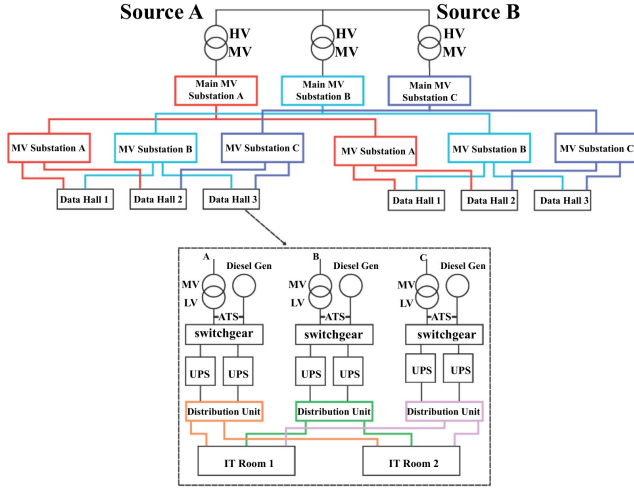 Source A
Source B
HV
MV
HV
MV
HV
MV
Main MV
Substation A
Main MV
Substation B
Main MV
Substation C
MV Substation A
MV Substation B
MV Substation C
MV Substation A
MV Substation B
MV Substation C
Data Hall 1
Data Hall 2
Data Hall 3
Data Hall 1
Data Hall 2
Data Hall 3
A
Diesel Gen
MV
LV
ATS
switchgear
UPS
UPS
Distribution Unit
B
Diesel Gen
MV
LV
ATS
switchgear
UPS
UPS
Distribution Unit
C
Diesel Gen
MV
LV
ATS
switchgear
UPS
UPS
Distribution Unit
IT Room 1
IT Room 2